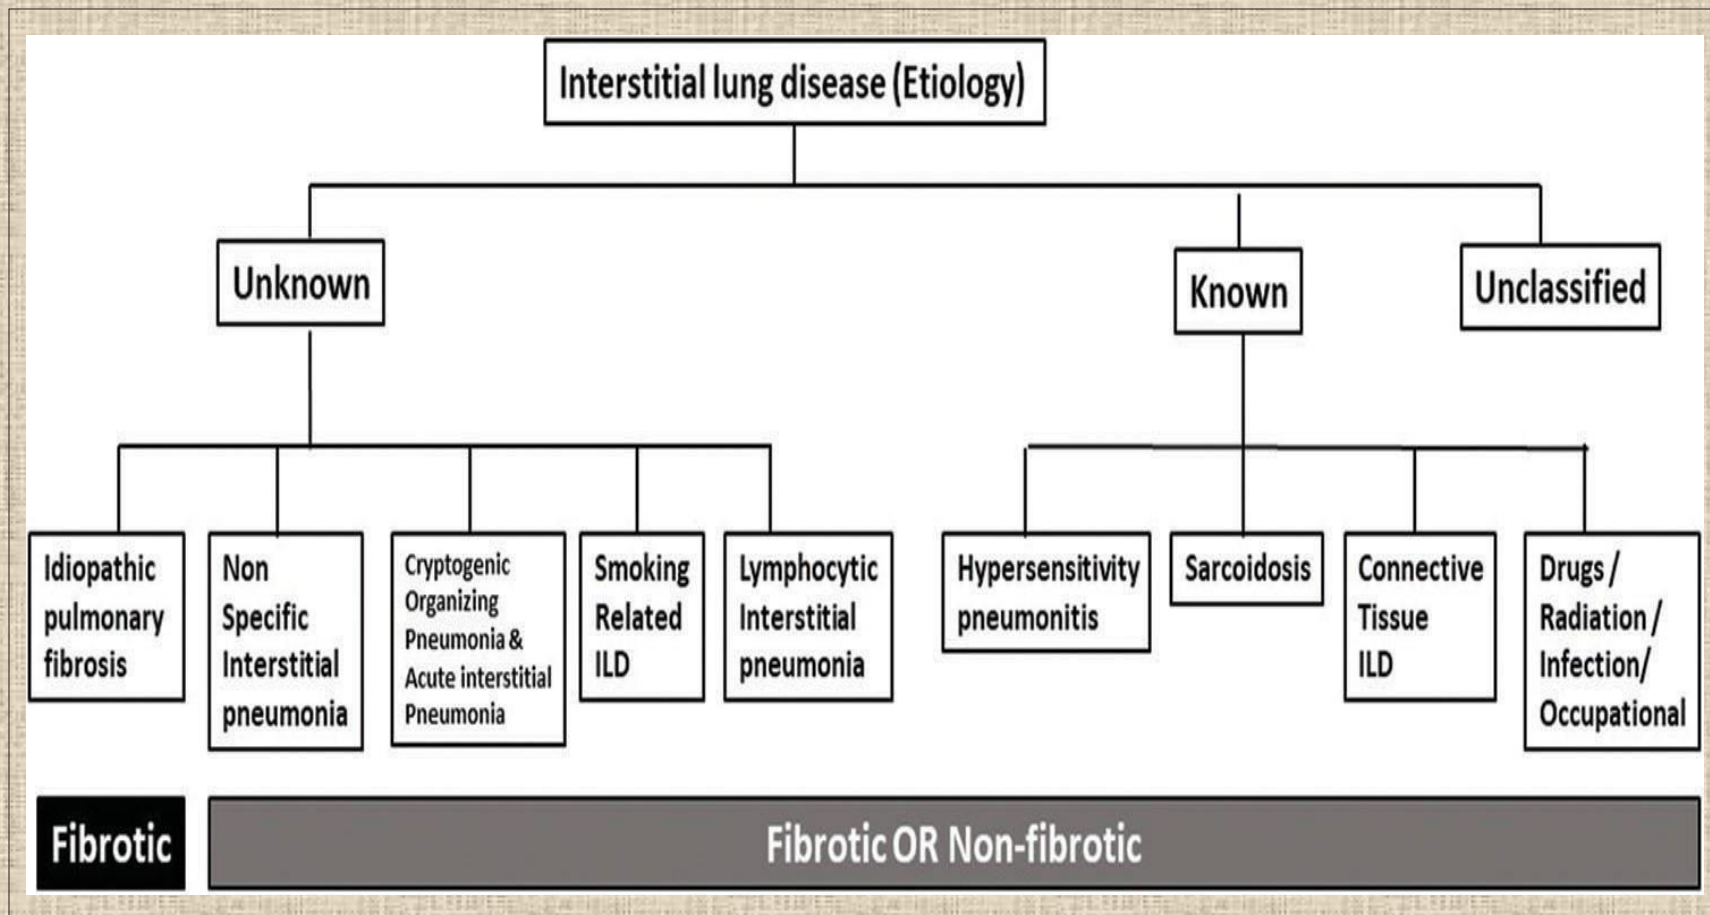 Interstitial lung disease (Etiology)
Unknown
Known
Unclassified
Idiopathic
pulmonary
fibrosis
Non
Specific
Interstitial
pneumonia
Cryptogenic
Organizing
Pneumonia &
Acute interstitial
Pneumonia
Smoking
Related
ILD
Lymphocytic
Interstitial
pneumonia
Hypersensitivity
pneumonitis
Sarcoidosis
Connective
Tissue
ILD
Drugs /
Radiation /
Infection/
Occupational
Fibrotic
Fibrotic OR Non-fibrotic